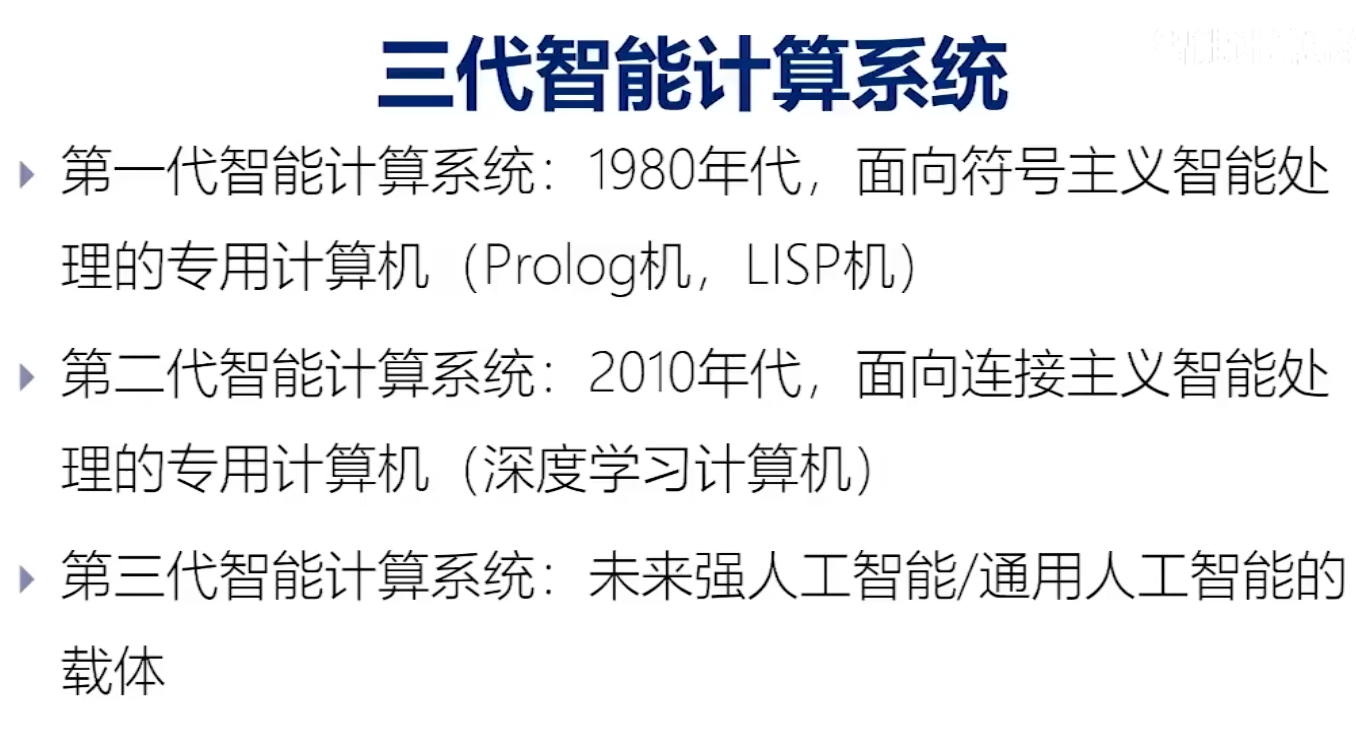 三代智能计算系统
第一代智能计算系统：1980年代，面向符号主义智能处
理的专用计算机（Prolog机，LISP机）
第二代智能计算系统：2010年代，面向连接主义智能处
理的专用计算机（深度学习计算机）
第三代智能计算系统：未来强人工智能/通用人工智能的
载体